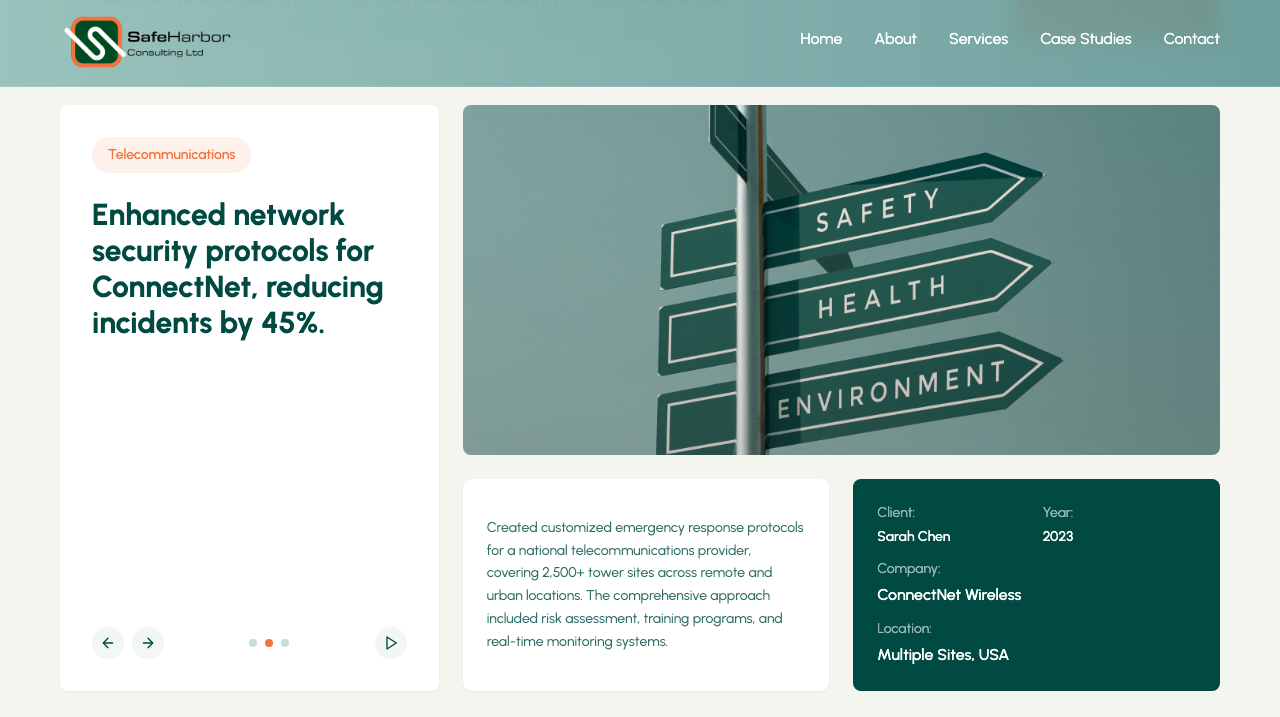 SafeHarbor
Consulting Ltd
Home
About
Services
Case Studies
Contact
Telecommunications
Enhanced network
security protocols for
ConnectNet, reducing
incidents by 45%.
SAFETY
HEALTH
ENVIRONMENT
Created customized emergency response protocols
for a national telecommunications provider,
covering 2,500+ tower sites across remote and
urban locations. The comprehensive approach
included risk assessment, training programs, and
real-time monitoring systems.
Client:
Sarah Chen
Year:
2023
Company:
ConnectNet Wireless
Location:
Multiple Sites, USA